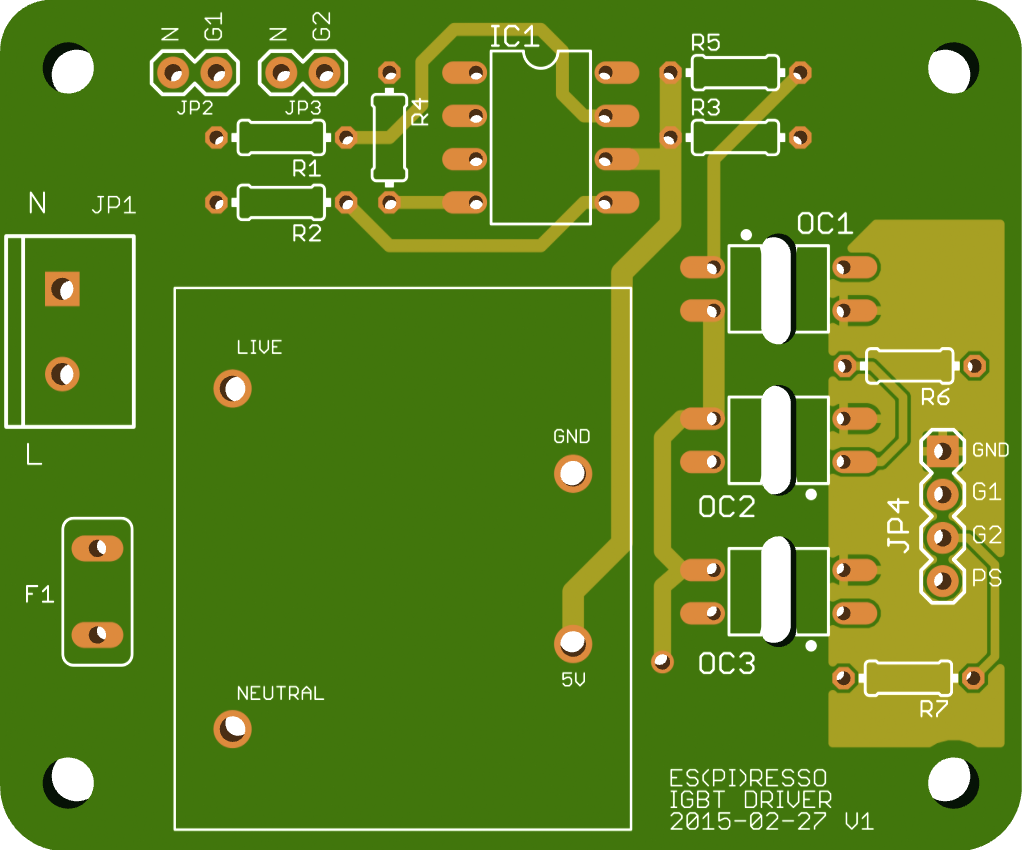 N G1 N G2
JP2 JP3
IC1
R5
R4
R3
R1
R2
N JP1
OC1
LIVE
R6
GND
L
GND
G1
OC2
JP4
G2
PS
F1
OC3
5V
NEUTRAL
R7
ES(PI)RESSO
IGBT DRIVER
2015-02-27 V1